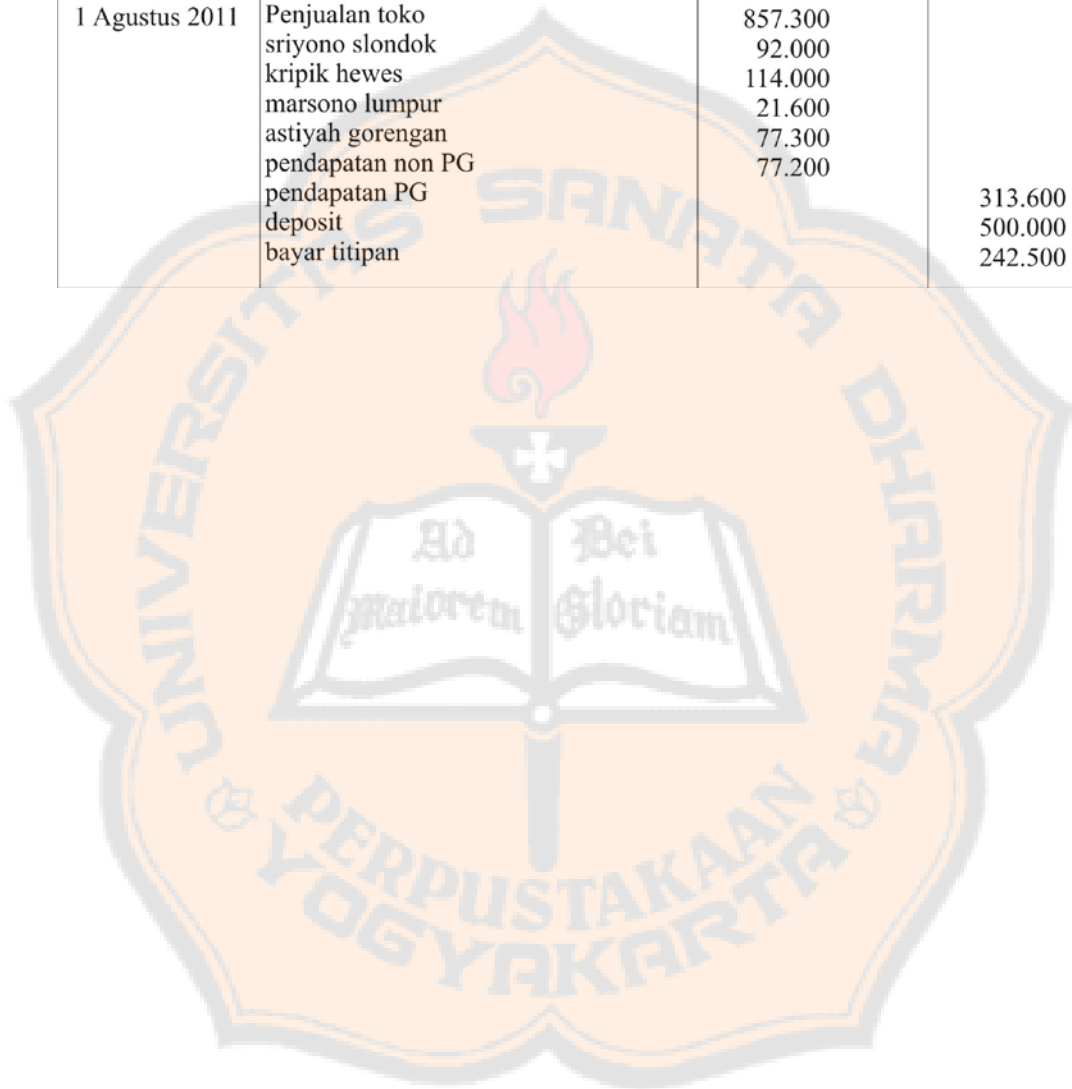 1 Agustus 2011 Penjualan toko 857.300
sriyono slondok 92.000
kripik hewes 114.000
marsono lumpur 21.600
astiyah gorengan 77.300
pendapatan non PG 77.200
pendapatan PG 313.600
deposit 500.000
bayar titipan 242.500
UNIVERSITAS SANATA DHARMA
Ad Dei
Maiorem Gloriam
PERPUSTAKAAN
YOGYAKARTA